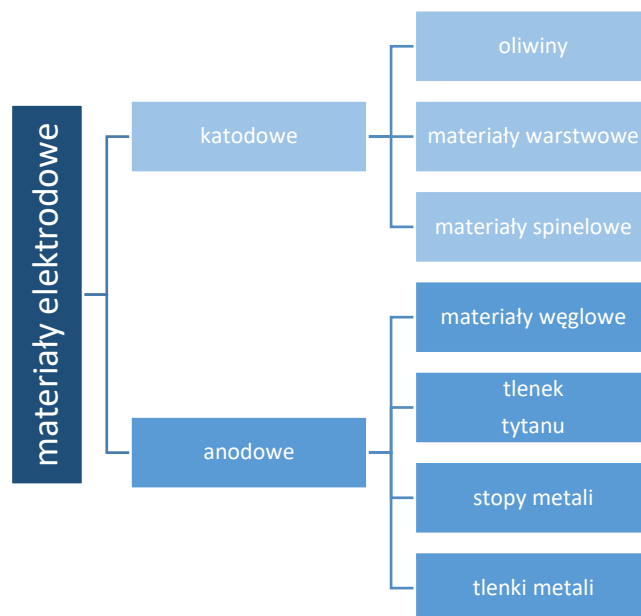 materiały elektrodowe
katodowe
oliwiny
materiały warstwowe
materiały spinelowe
anodowe
materiały węglowe
tlenek
tytanu
stopy metali
tlenki metali